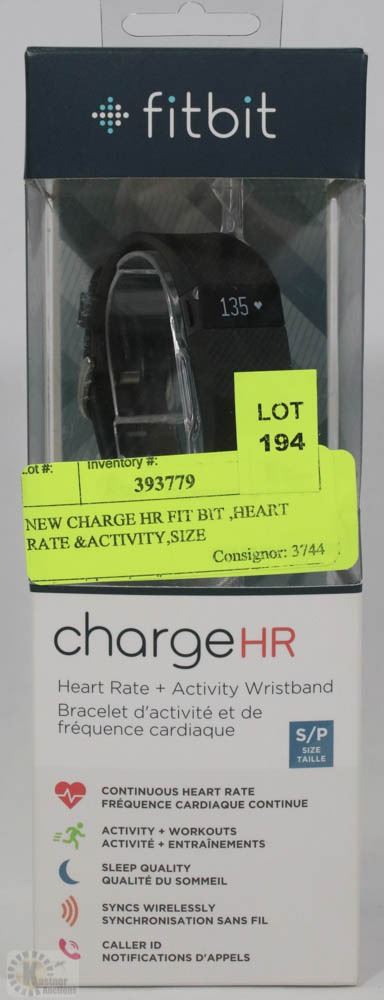 fitbit
135
LOT
194
Lot #:
Inventory #:
393779
NEW CHARGE HR FIT BIT ,HEART
RATE &ACTIVITY,SIZE
Consignor: 3744
chargeHR
Heart Rate + Activity Wristband
Bracelet d'activité et de
fréquence cardiaque
S/P
SIZE
TAILLE
CONTINUOUS HEART RATE
FRÉQUENCE CARDIAQUE CONTINUE
ACTIVITY + WORKOUTS
ACTIVITÉ + ENTRAÎNEMENTS
SLEEP QUALITY
QUALITÉ DU SOMMEIL
SYNCS WIRELESSLY
SYNCHRONISATION SANS FIL
CALLER ID
NOTIFICATIONS D'APPELS
Kastner
Auctions